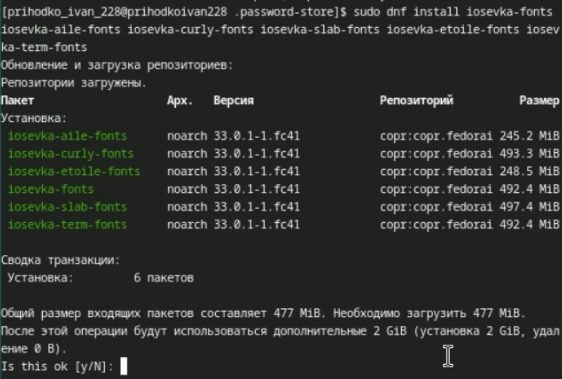 [prihodko_ivan_228@prihodkoivan228 .password-store]$ sudo dnf install iosevka-fonts
iosevka-aile-fonts iosevka-curly-fonts iosevka-slab-fonts iosevka-etoile-fonts iosev
ka-term-fonts
Обновление и загрузка репозиториев:
Репозитории загружены.
Пакет Арх. Версия Репозиторий Размер
Установка:
iosevka-aile-fonts noarch 33.0.1-1.fc41 copr:copr.fedorai 245.2 MiB
iosevka-curly-fonts noarch 33.0.1-1.fc41 copr:copr.fedorai 493.3 MiB
iosevka-etoile-fonts noarch 33.0.1-1.fc41 copr:copr.fedorai 248.5 MiB
iosevka-fonts noarch 33.0.1-1.fc41 copr:copr.fedorai 492.4 MiB
iosevka-slab-fonts noarch 33.0.1-1.fc41 copr:copr.fedorai 497.4 MiB
iosevka-term-fonts noarch 33.0.1-1.fc41 copr:copr.fedorai 492.4 MiB
Сводка транзакции:
Установка: 6 пакетов
Общий размер входящих пакетов составляет 477 MiB. Необходимо загрузить 477 MiB.
После этой операции будут использоваться дополнительные 2 GiB (установка 2 GiB, удал
ение 0 B).
Is this ok [y/N]: